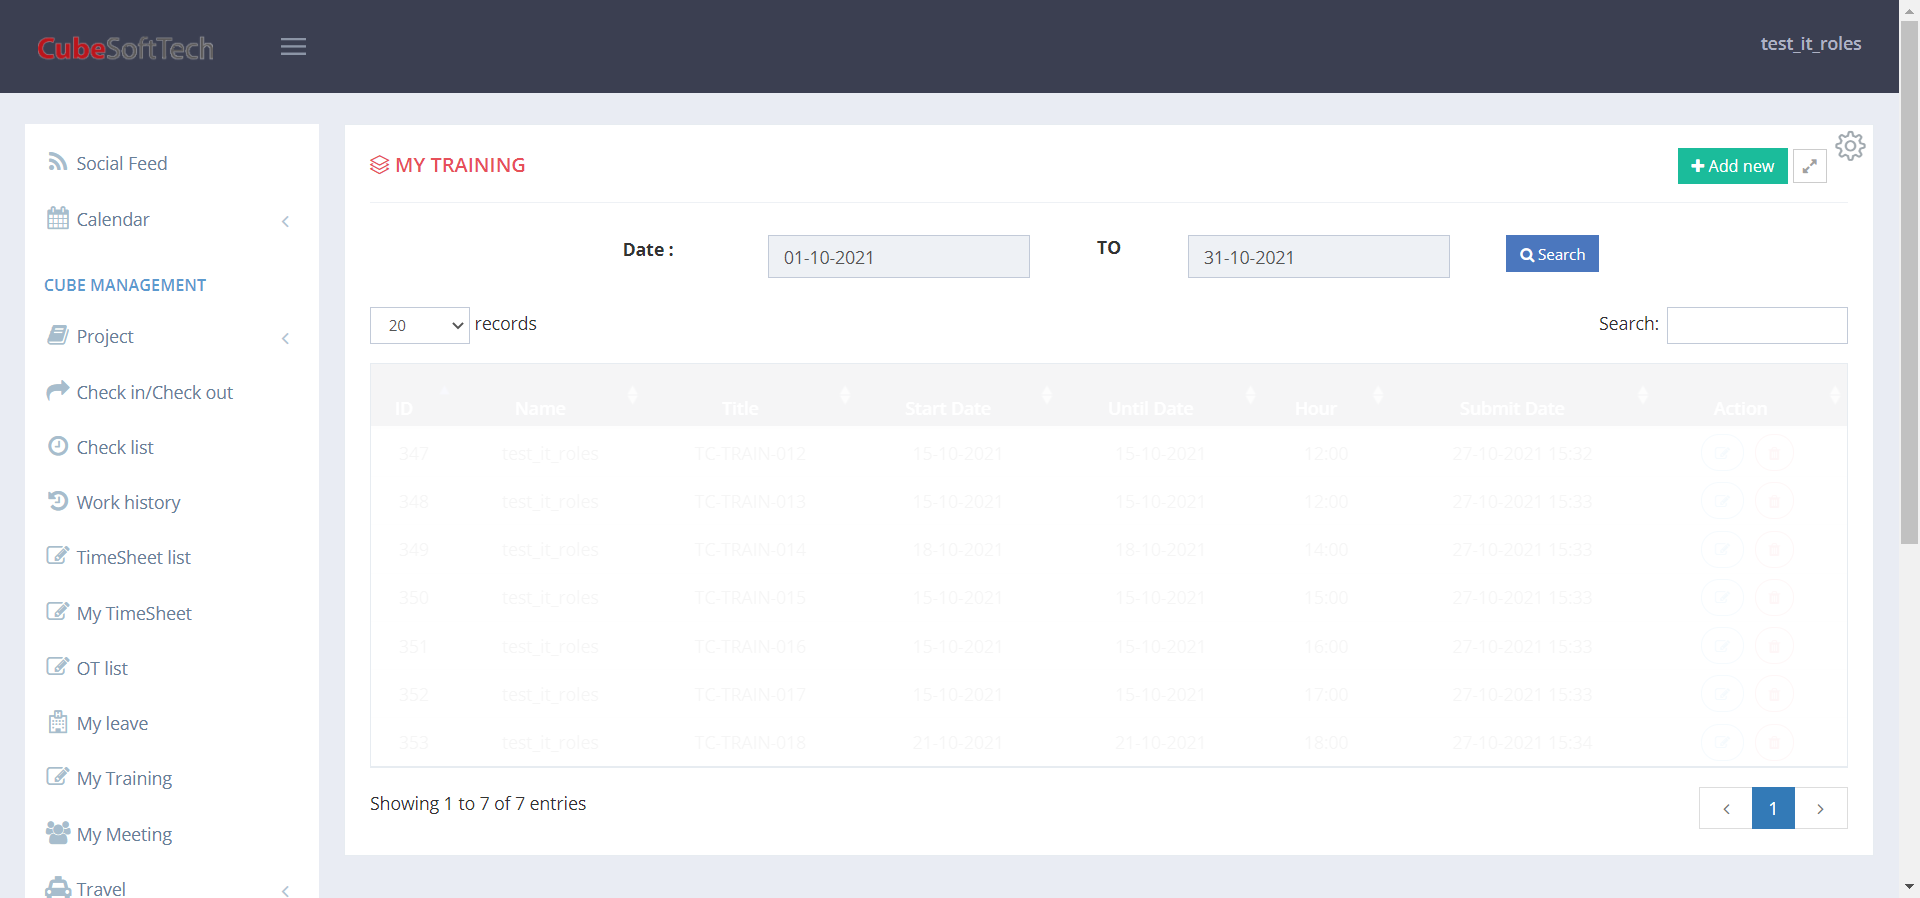 CubeSoftTech
test_it_roles
Social Feed
Calendar
CUBE MANAGEMENT
Project
Check in/Check out
Check list
Work history
TimeSheet list
My TimeSheet
OT list
My leave
My Training
My Meeting
Travel
MY TRAINING
Add new
Date :
01-10-2021
TO
31-10-2021
Search
20 records
Search:
ID Name Title Start Date Until Date Hour Submit Date Action
347 test_it_roles TC-TRAIN-012 15-10-2021 15-10-2021 12:00 27-10-2021 15:32
348 test_it_roles TC-TRAIN-013 15-10-2021 15-10-2021 12:00 27-10-2021 15:33
349 test_it_roles TC-TRAIN-014 18-10-2021 18-10-2021 14:00 27-10-2021 15:33
350 test_it_roles TC-TRAIN-015 15-10-2021 15-10-2021 15:00 27-10-2021 15:33
351 test_it_roles TC-TRAIN-016 15-10-2021 15-10-2021 16:00 27-10-2021 15:33
352 test_it_roles TC-TRAIN-017 15-10-2021 15-10-2021 17:00 27-10-2021 15:33
353 test_it_roles TC-TRAIN-018 21-10-2021 21-10-2021 18:00 27-10-2021 15:34
Showing 1 to 7 of 7 entries
1